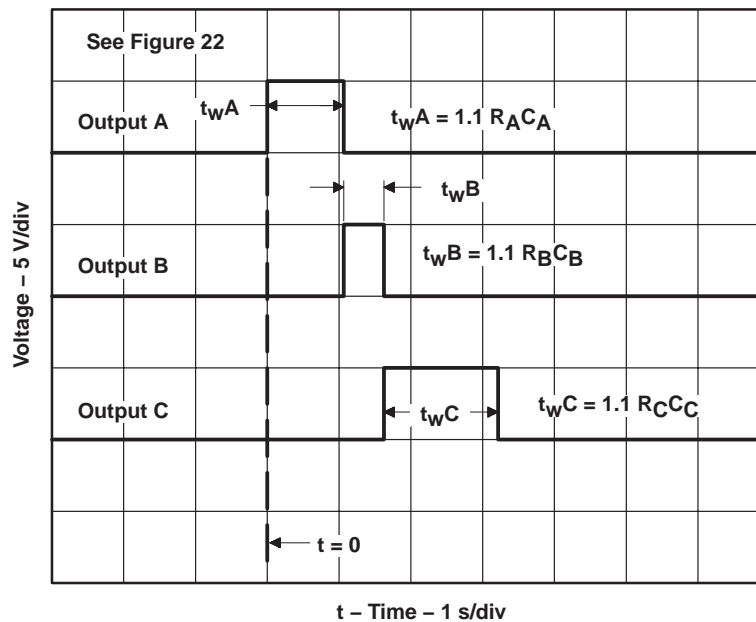 See Figure 22
twA
Output A
twA = 1.1 RACA
twB
Output B
twB = 1.1 RBCB
Output C
twC
twC = 1.1 RCCC
t = 0
Voltage – 5 V/div
t – Time – 1 s/div